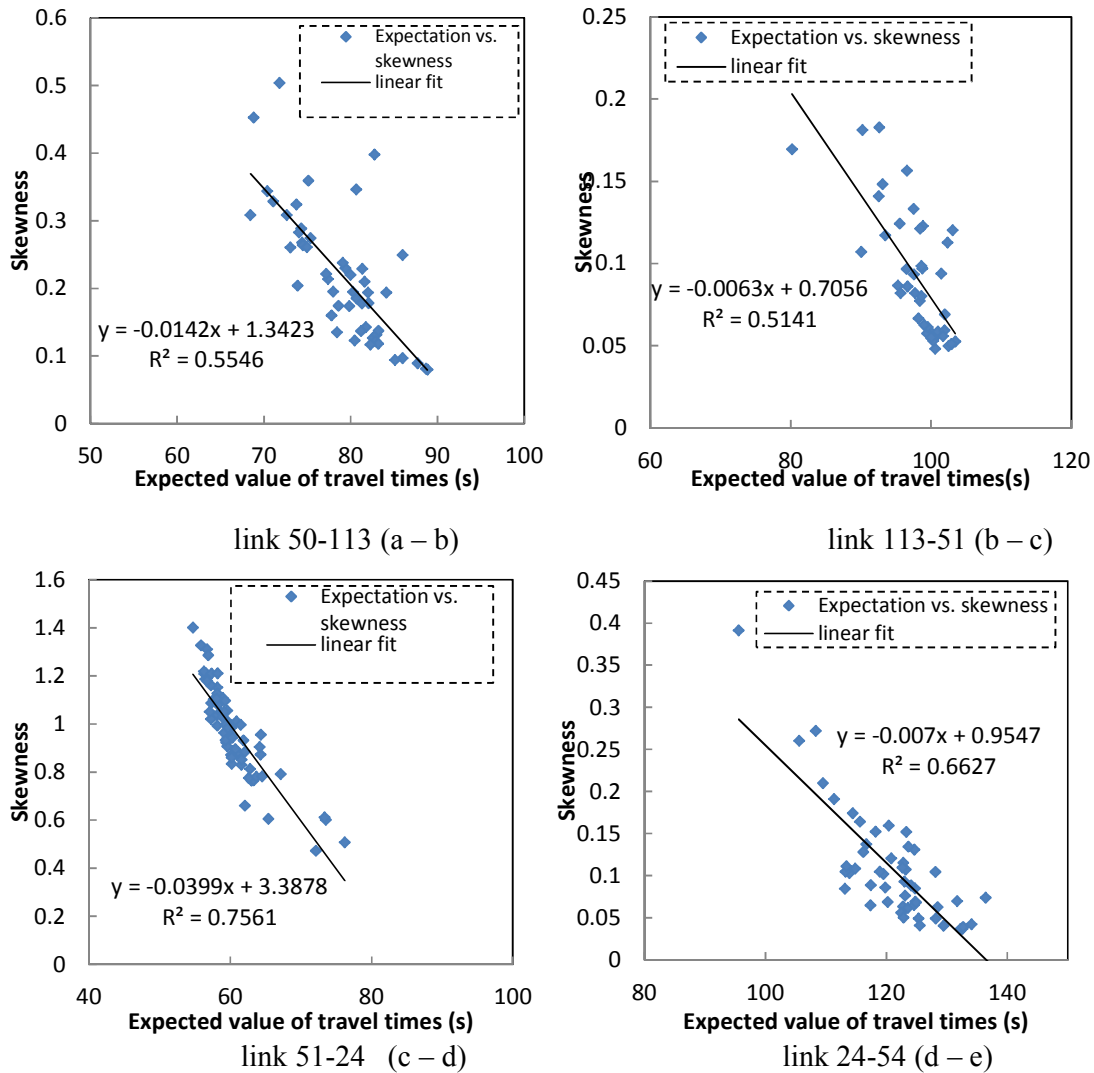 0.6
0.5
0.4
0.3
0.2
0.1
0
Skewness
Expectation vs.
skewness
linear fit
y = -0.0142x + 1.3423
R² = 0.5546
50 60 70 80 90 100
Expected value of travel times (s)
link 50-113 (a – b)
0.25
0.2
0.15
0.1
0.05
0
Skewness
Expectation vs. skewness
linear fit
y = -0.0063x + 0.7056
R² = 0.5141
60 80 100 120
Expected value of travel times(s)
link 113-51 (b – c)
1.6
1.4
1.2
1
0.8
0.6
0.4
0.2
0
Skewness
Expectation vs.
skewness
linear fit
y = -0.0399x + 3.3878
R² = 0.7561
40 60 80 100
Expected value of travel times (s)
link 51-24 (c – d)
0.45
0.4
0.35
0.3
0.25
0.2
0.15
0.1
0.05
0
Skewness
Expectation vs. skewness
linear fit
y = -0.007x + 0.9547
R² = 0.6627
100 120 140
Expected value of travel times (s)
link 24-54 (d – e)